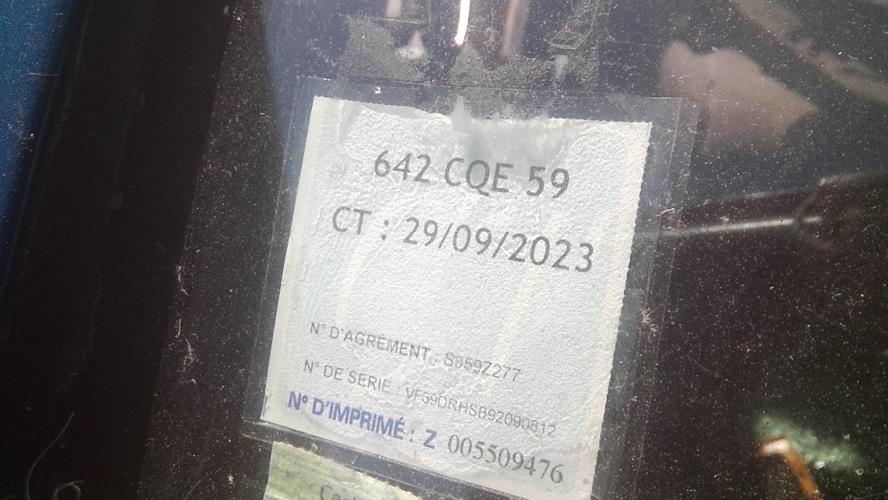 642 CQE 59
CT : 29/09/2023
N° D'AGRÉMENT : S059Z277
N° DE SERIE : VF39DRHSB92090812
N° D'IMPRIMÉ : Z 005509476